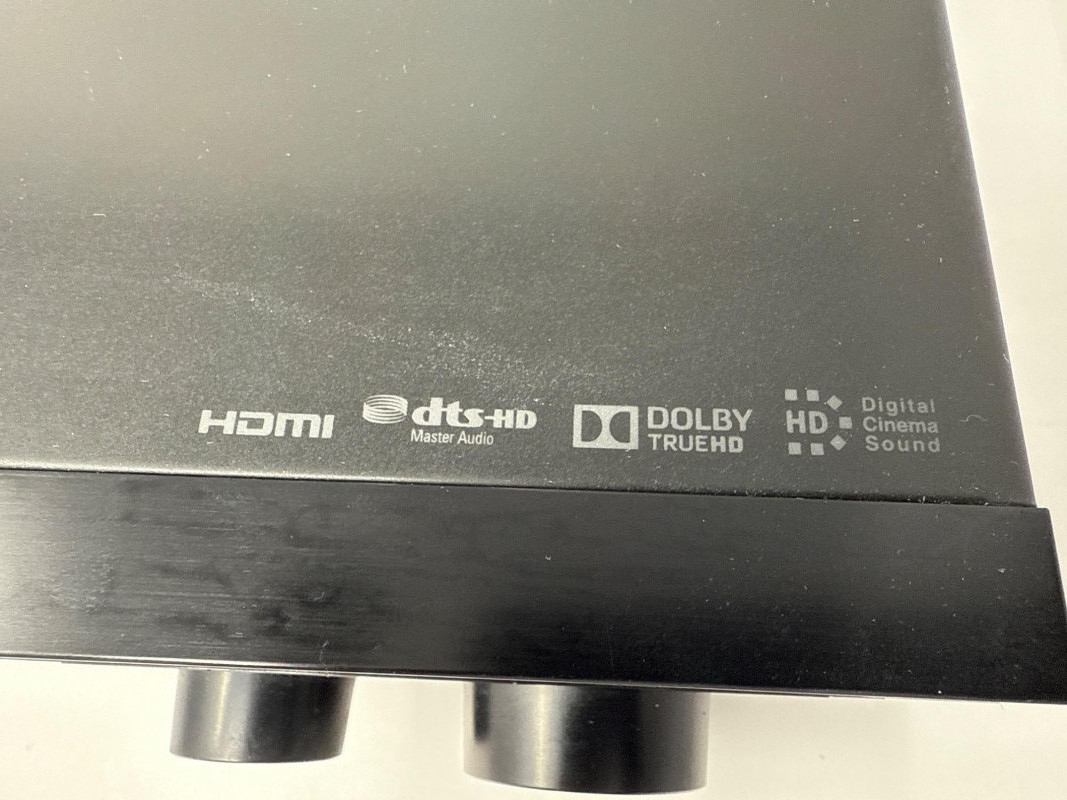 HDMI
dts-HD
Master Audio
DOLBY
TRUEHD
HD
Digital
Cinema
Sound